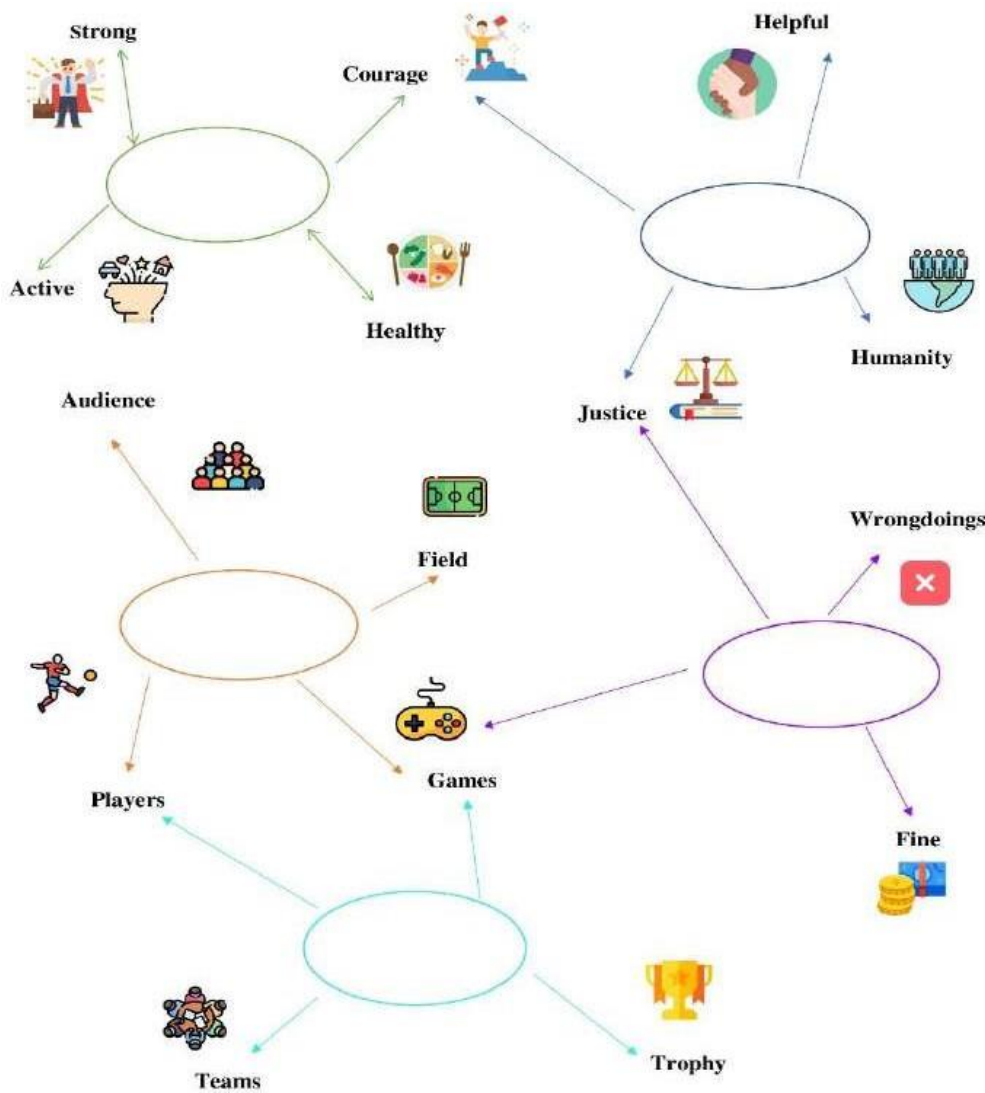 Strong
Courage
Helpful
Active
Healthy
Humanity
Audience
Justice
Wrongdoings
Field
Players
Games
Fine
Teams
Trophy